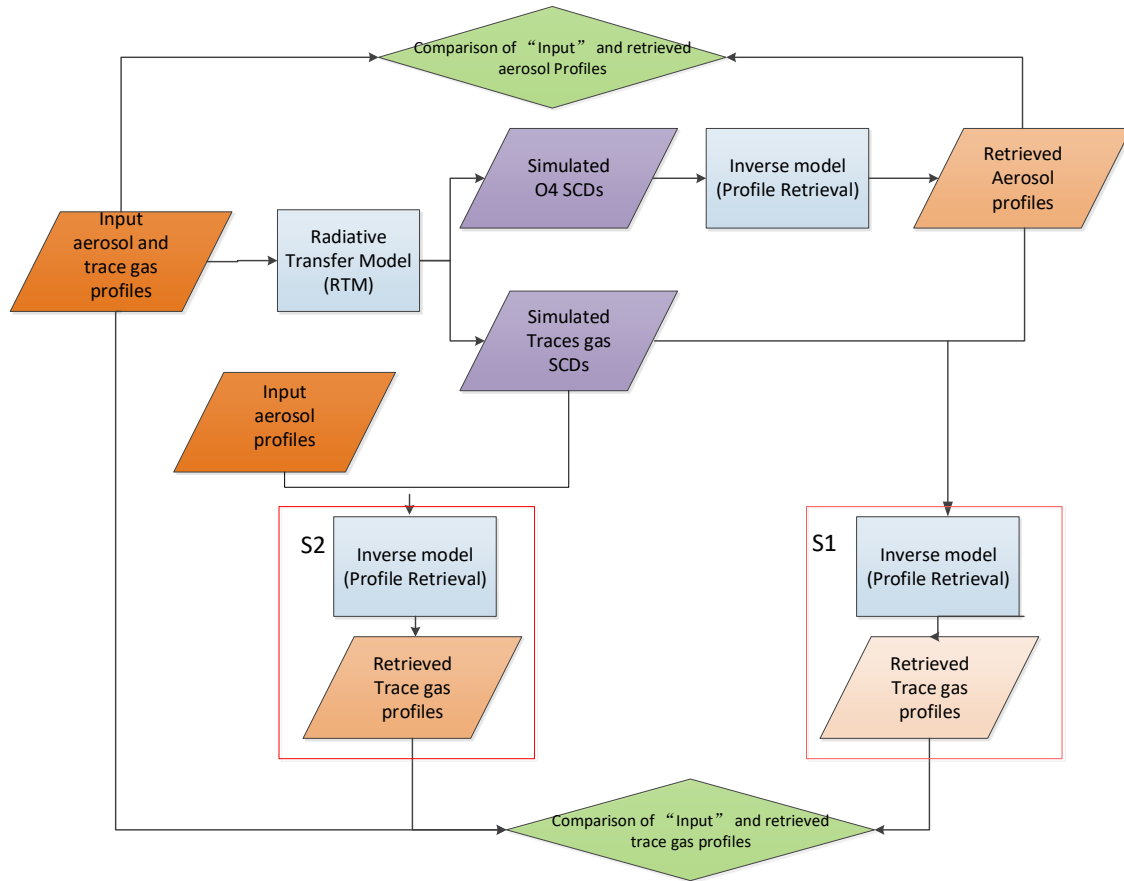 Comparison of “Input” and retrieved
aerosol Profiles
Simulated
O4 SCDs
Inverse model
(Profile Retrieval)
Retrieved
Aerosol
profiles
Input
aerosol and
trace gas
profiles
Radiative
Transfer Model
(RTM)
Simulated
Traces gas
SCDs
Input
aerosol
profiles
S2
Inverse model
(Profile Retrieval)
S1
Inverse model
(Profile Retrieval)
Retrieved
Trace gas
profiles
Retrieved
Trace gas
profiles
Comparison of “Input” and retrieved
trace gas profiles